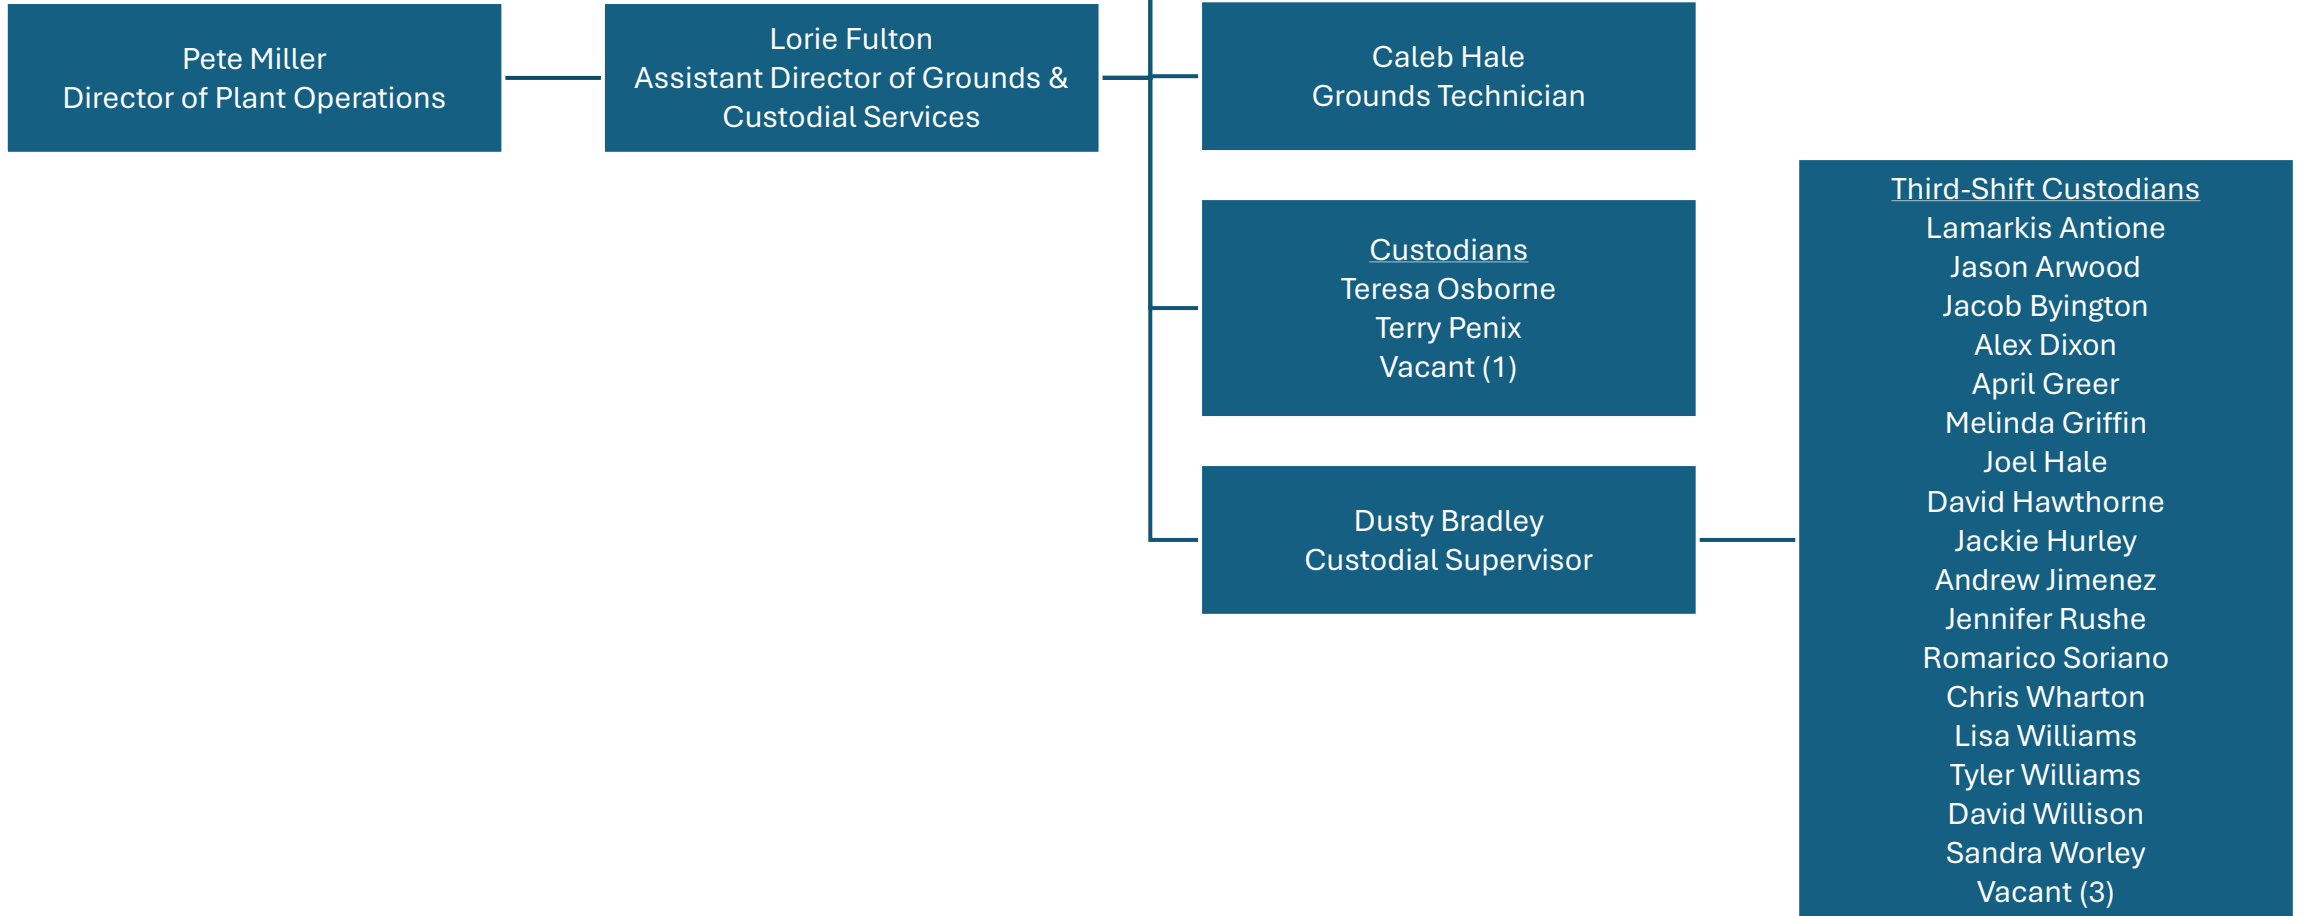 Pete Miller
Director of Plant Operations
Lorie Fulton
Assistant Director of Grounds &
Custodial Services
Caleb Hale
Grounds Technician
Custodians
Teresa Osborne
Terry Penix
Vacant (1)
Dusty Bradley
Custodial Supervisor
Third-Shift Custodians
Lamarkis Antione
Jason Arwood
Jacob Byington
Alex Dixon
April Greer
Melinda Griffin
Joel Hale
David Hawthorne
Jackie Hurley
Andrew Jimenez
Jennifer Rushe
Romarico Soriano
Chris Wharton
Lisa Williams
Tyler Williams
David Willison
Sandra Worley
Vacant (3)